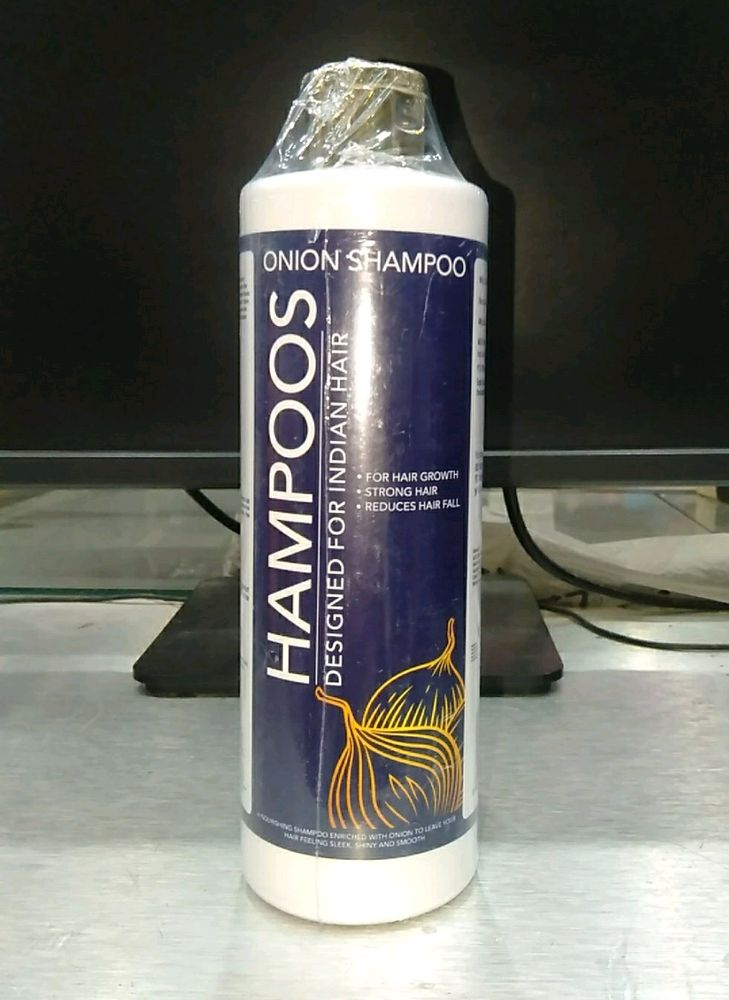 ONION SHAMPOO
HAMPOOS
DESIGNED FOR INDIAN HAIR
• FOR HAIR GROWTH
• STRONG HAIR
• REDUCES HAIR FALL
NOURISHING SHAMPOO ENRICHED WITH ONION TO LEAVE YOUR
HAIR FEELING SLEEK, SHINY AND SMOOTH